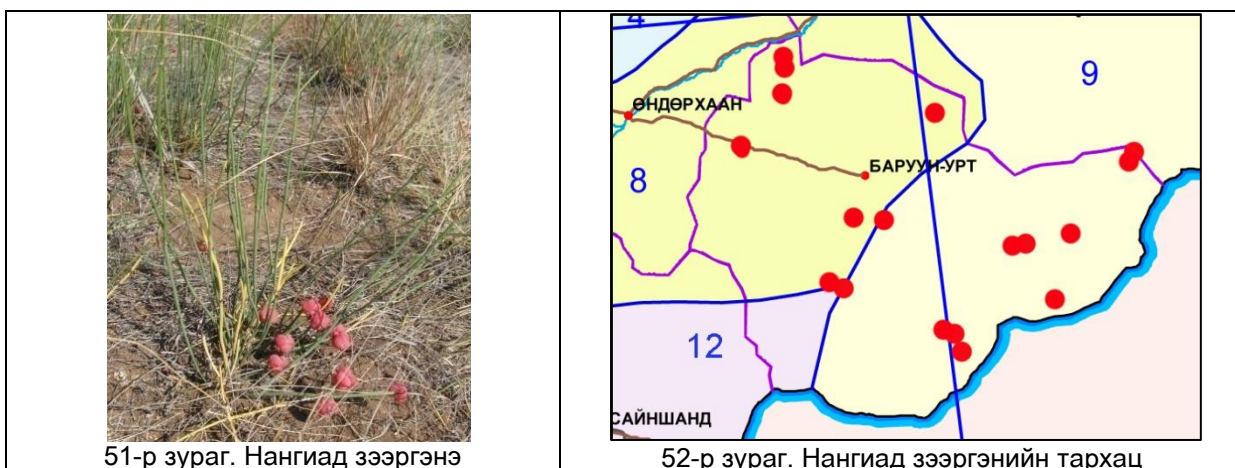 4
9
ӨНДӨРХААН
БАРУУН-УРТ
8
12
САЙНШАНД
51-р зураг. Нангиад зээргэнэ
52-р зураг. Нангиад зээргэнийн тархац